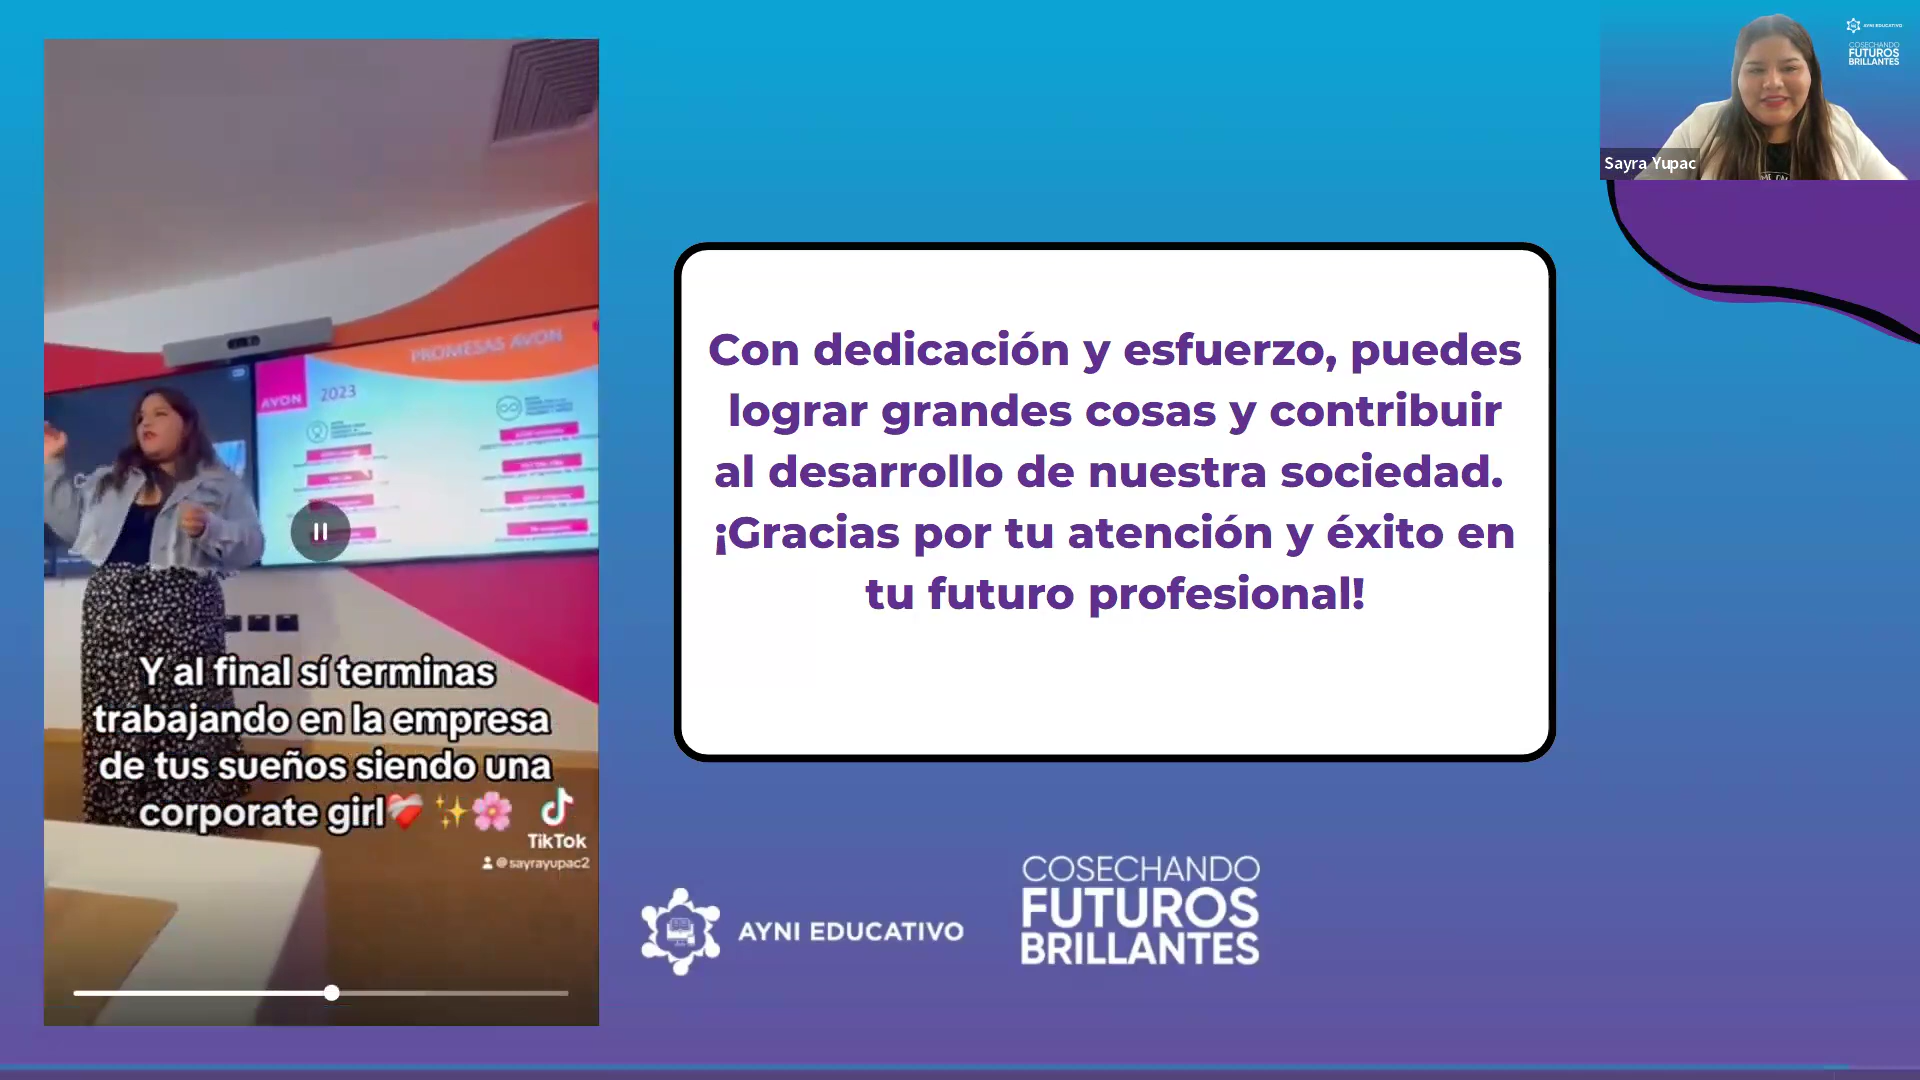 AYNI EDUCATIVO
COSECHANDO
FUTUROS
BRILLANTES
Sayra Yupac
PROMESAS AVON
AVON
2023
Con dedicación y esfuerzo, puedes
lograr grandes cosas y contribuir
al desarrollo de nuestra sociedad.
¡Gracias por tu atención y éxito en
tu futuro profesional!
Y al final sí terminas
trabajando en la empresa
de tus sueños siendo una
corporate girl❤️‍🩹 ✨🌸
TikTok
@sayrayupac2
AYNI EDUCATIVO
COSECHANDO
FUTUROS
BRILLANTES